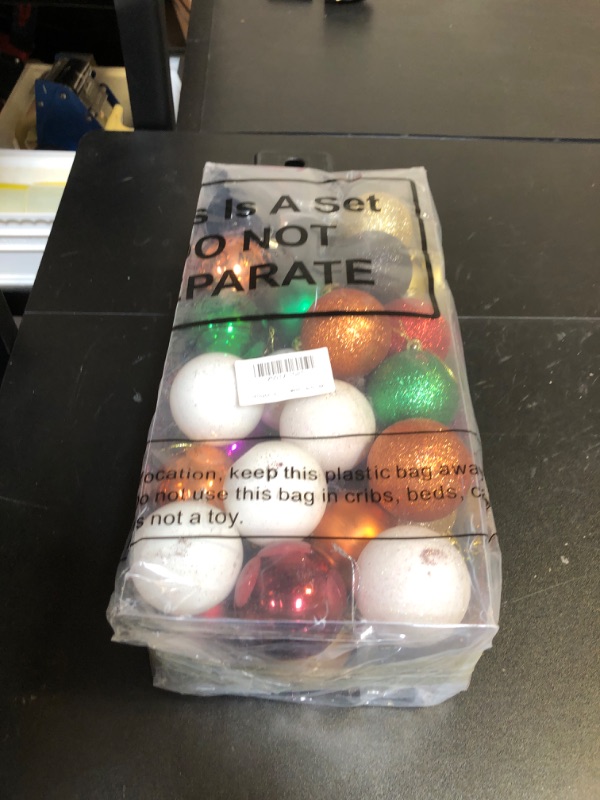 s Is A Set
O NOT
PARATE
ocation, keep this plastic bag awa
o not use this bag in cribs, beds, ca
s not a toy.